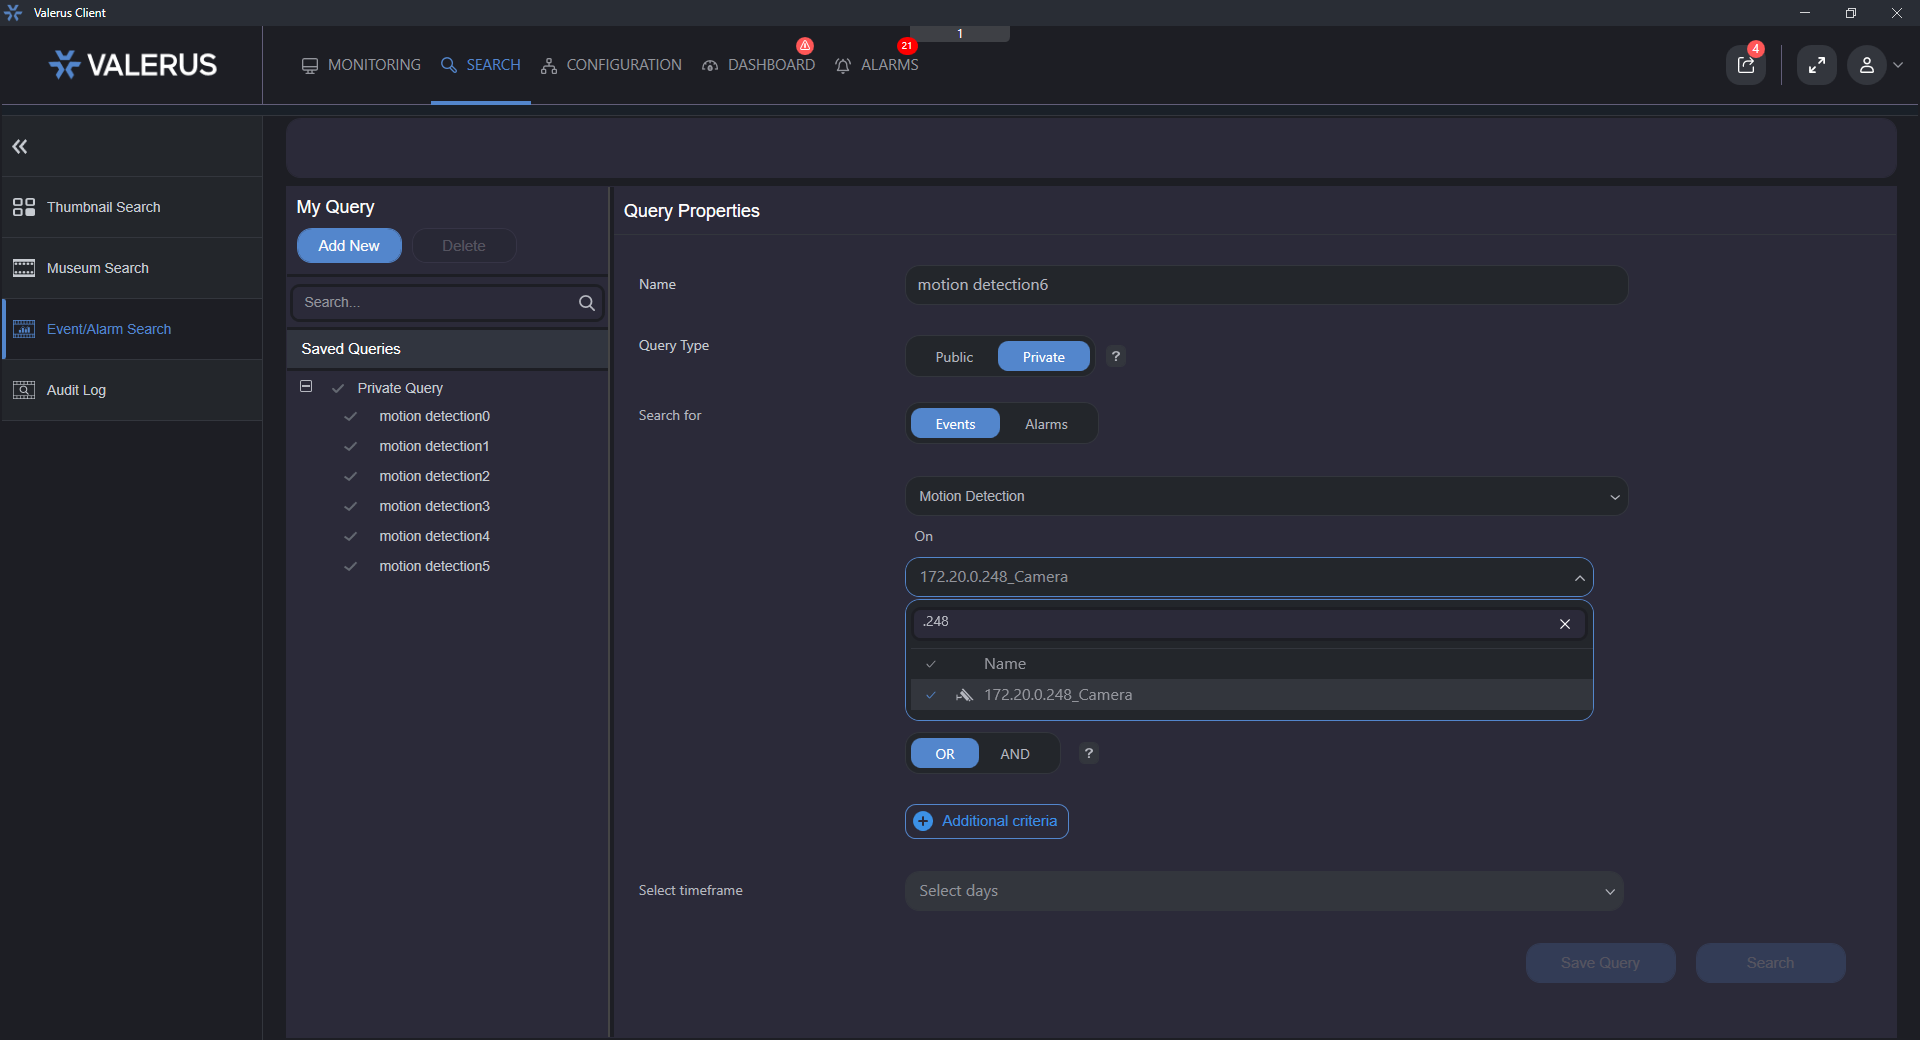 Valerus Client
1
VALERUS
MONITORING
SEARCH
CONFIGURATION
DASHBOARD
21
ALARMS
4
Thumbnail Search
Museum Search
Event/Alarm Search
Audit Log
My Query
Add New
Delete
Search...
Saved Queries
Private Query
motion detection0
motion detection1
motion detection2
motion detection3
motion detection4
motion detection5
Query Properties
Name
motion detection6
Query Type
Public
Private
?
Search for
Events
Alarms
Motion Detection
On
172.20.0.248_Camera
.248
Name
172.20.0.248_Camera
OR
AND
?
Additional criteria
Select timeframe
Select days
Save Query
Search